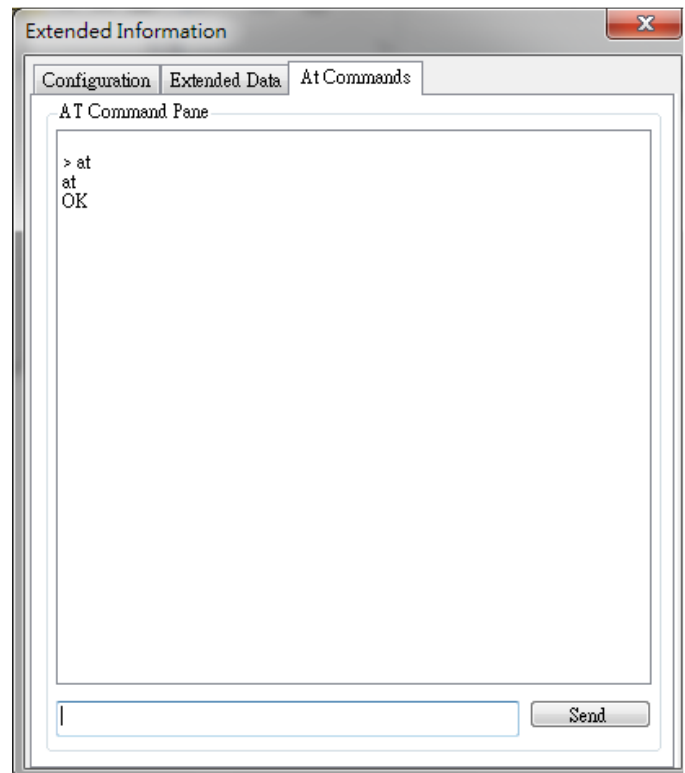 Extended Information
X
Configuration Extended Data At Commands
AT Command Pane
> at
at
OK
Send